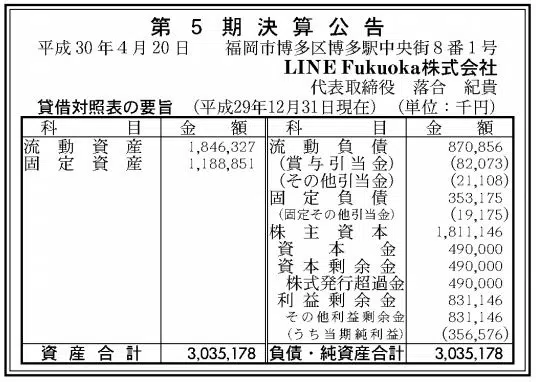 第5期決算公告
平成30年4月20日　福岡市博多区博多駅中央街8番1号
LINE Fukuoka株式会社
代表取締役　落合　紀貴
貸借対照表の要旨　（平成29年12月31日現在）　（単位：千円）
科目　金額　科目　金額
流動資産　1,846,327　流動負債　870,856
固定資産　1,188,851　（賞与引当金）　(82,073)
（その他引当金）　(21,108)
固定負債　353,175
（固定その他引当金）　(19,175)
株主資本　1,811,146
資本金　490,000
資本剰余金　490,000
株式発行超過金　490,000
利益剰余金　831,146
その他利益剰余金　831,146
（うち当期純利益）　(356,576)
資産合計　3,035,178　負債・純資産合計　3,035,178